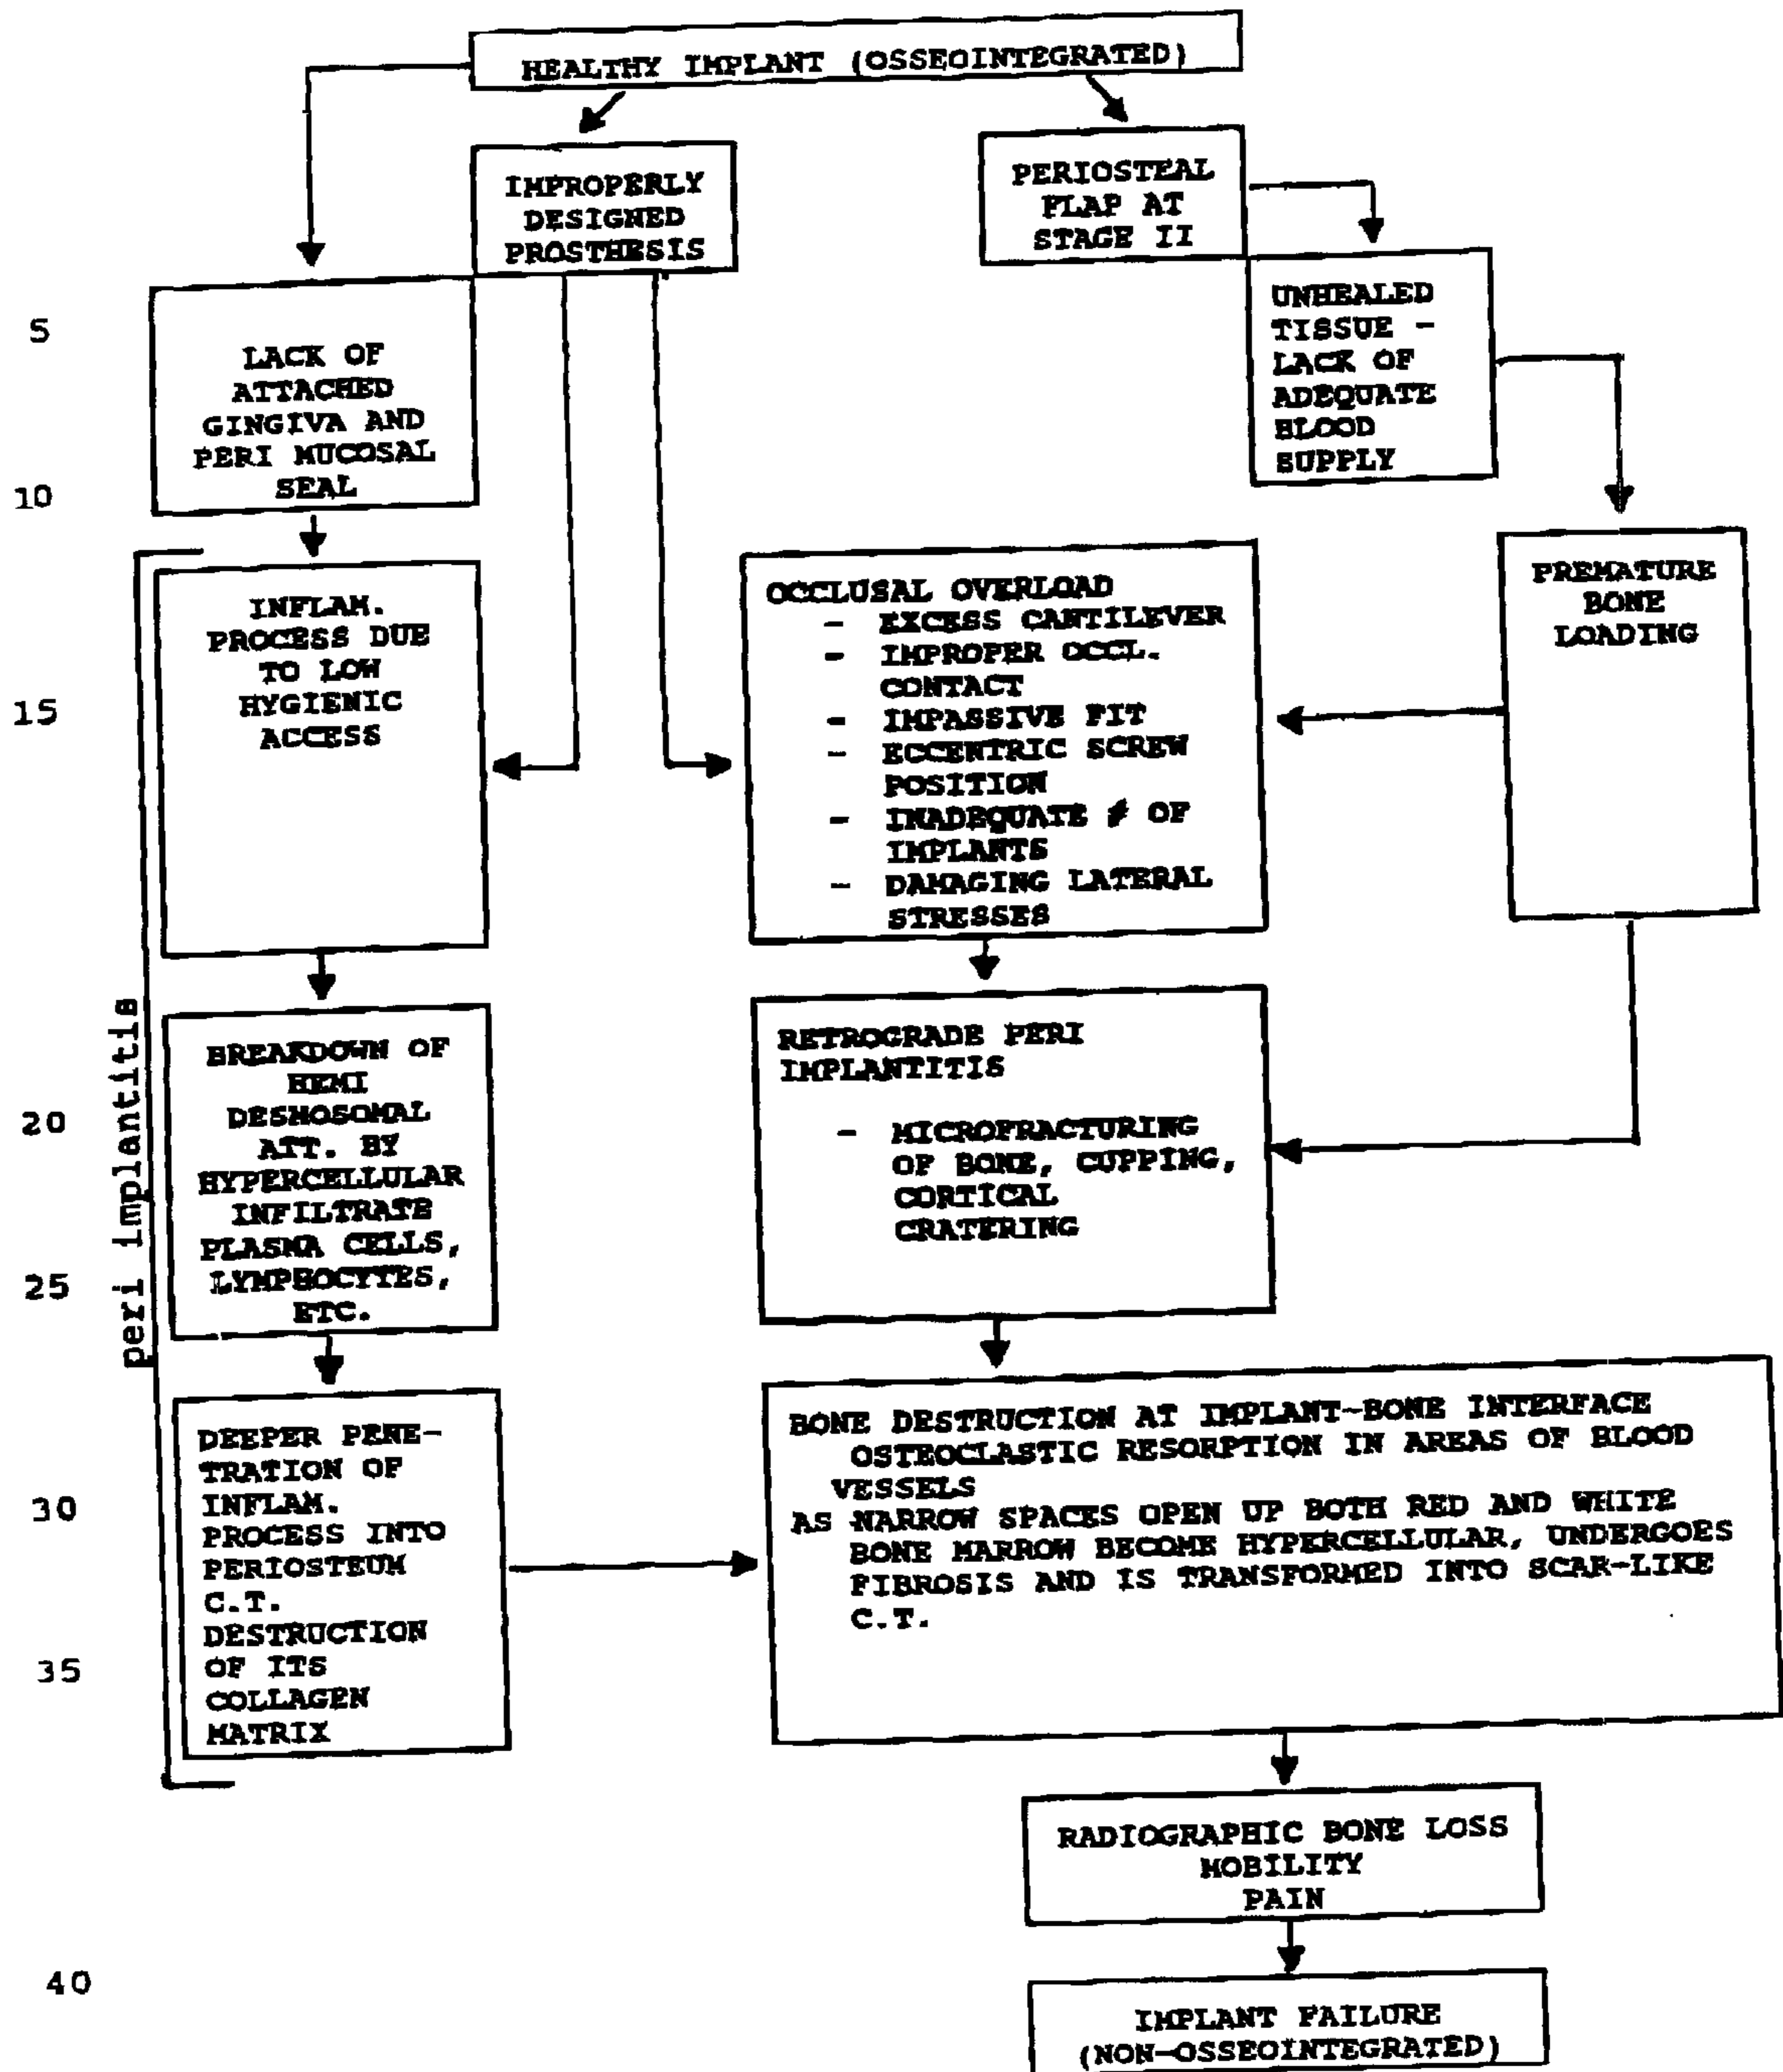 HEALTHY IMPLANT (OSSEOINTEGRATED)
IMPROPERLY
DESIGNED
PROSTHESIS
PERIOSTEAL
FLAP AT
STAGE II
UNHEALED
TISSUE -
LACK OF
ADEQUATE
BLOOD
SUPPLY
5
LACK OF
ATTACHED
GINGIVA AND
PERI MUCOSAL
SEAL
10
INFLAM.
PROCESS DUE
TO LOW
HYGIENIC
ACCESS
15
OCCLUSAL OVERLOAD
- EXCESS CANTILEVER
- IMPROPER OCCL.
CONTACT
- IMPASSIVE FIT
- ECCENTRIC SCREW
POSITION
- INADEQUATE # OF
IMPLANTS
- DAMAGING LATERAL
STRESSES
PREMATURE
BONE
LOADING
peri implantitis
BREAKDOWN OF
HEMI
DESMOSOMAL
ATT. BY
HYPERCELLULAR
INFILTRATE
PLASMA CELLS,
LYMPHOCYTES,
ETC.
20
25
RETROGRADE PERI
IMPLANTITIS
- MICROFRACTURING
OF BONE, CUPPING,
CORTICAL
CRATERING
DEEPER PENE-
TRATION OF
INFLAM.
PROCESS INTO
PERIOSTEUM
C.T.
DESTRUCTION
OF ITS
COLLAGEN
MATRIX
30
35
BONE DESTRUCTION AT IMPLANT-BONE INTERFACE
OSTEOCLASTIC RESORPTION IN AREAS OF BLOOD
VESSELS
AS NARROW SPACES OPEN UP BOTH RED AND WHITE
BONE MARROW BECOME HYPERCELLULAR, UNDERGOES
FIBROSIS AND IS TRANSFORMED INTO SCAR-LIKE
C.T.
RADIOGRAPHIC BONE LOSS
MOBILITY
PAIN
40
IMPLANT FAILURE
(NON-OSSEOINTEGRATED)